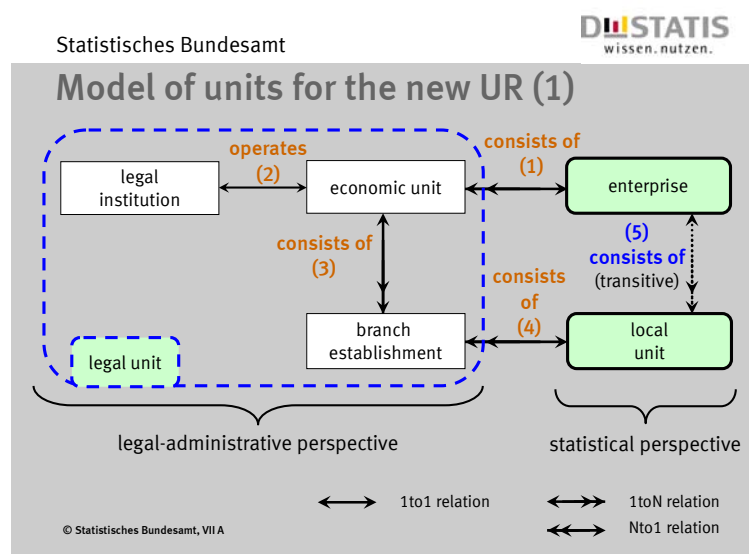 Statistisches Bundesamt
DESTATIS
wissen.nutzen.
Model of units for the new UR (1)
operates
(2)
consists of
(1)
legal
institution
economic unit
enterprise
consists of
(3)
(5)
consists of
(transitive)
consists
of
(4)
legal unit
branch
establishment
local
unit
legal-administrative perspective
statistical perspective
1to1 relation
1toN relation
© Statistisches Bundesamt, VII A
Nto1 relation